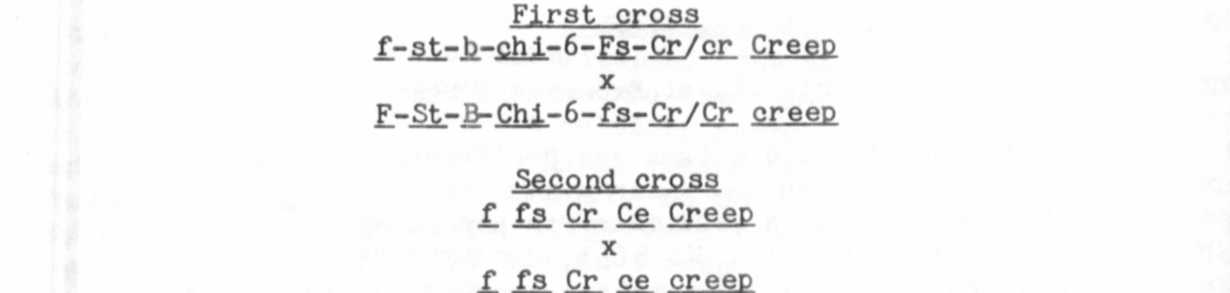 First cross
f-st-b-chi-6-Fs-Cr/cr Creep
x
F-St-B-Chi-6-fs-Cr/Cr creep
Second cross
f fs Cr Ce Creep
x
f fs Cr ce creep